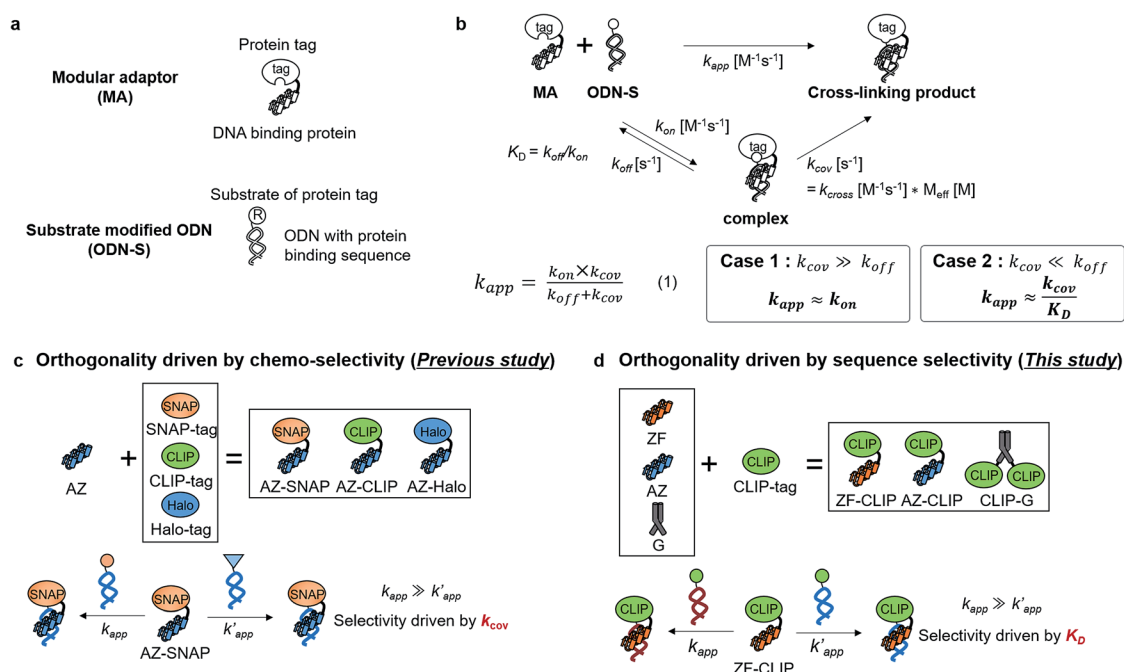 a
Protein tag
tag
Modular adaptor
(MA)
DNA binding protein
Substrate of protein tag
R
Substrate modified ODN
(ODN-S)
ODN with protein
binding sequence
b
tag
+
tag
MA
ODN-S
k_app [M⁻¹s⁻¹]
Cross-linking product
k_on [M⁻¹s⁻¹]
K_D = k_off/k_on
k_off [s⁻¹]
tag
k_cov [s⁻¹]
= k_cross [M⁻¹s⁻¹] * M_eff [M]
complex
k_app = (k_on × k_cov) / (k_off + k_cov) (1)
Case 1 : k_cov ≫ k_off
k_app ≈ k_on
Case 2 : k_cov ≪ k_off
k_app ≈ k_cov / K_D
c Orthogonality driven by chemo-selectivity (Previous study)
SNAP
SNAP-tag
CLIP
CLIP-tag
Halo
Halo-tag
AZ
+
=
SNAP CLIP Halo
AZ-SNAP AZ-CLIP AZ-Halo
SNAP SNAP SNAP
k_app
AZ-SNAP
k'_app
k_app ≫ k'_app
Selectivity driven by k_cov
d Orthogonality driven by sequence selectivity (This study)
ZF
AZ
G
+
CLIP
CLIP-tag
=
CLIP CLIP CLIP CLIP
ZF-CLIP AZ-CLIP CLIP-G
CLIP CLIP CLIP
k_app
ZF-CLIP
k'_app
k_app ≫ k'_app
Selectivity driven by K_D